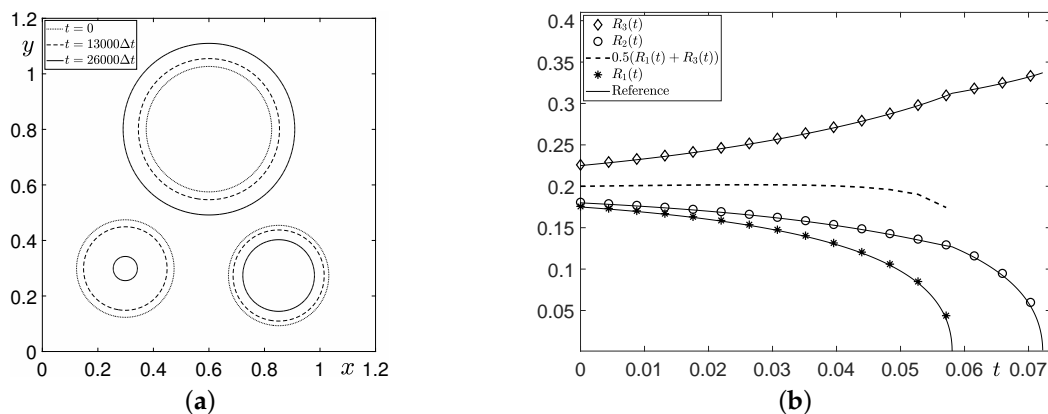 1.2
1
0.8
0.6
0.4
0.2
0
y
t = 0
t = 13000Δt
t = 26000Δt
0
0.2
0.4
0.6
0.8
1
x
1.2
(a)
0.4
0.35
0.3
0.25
0.2
0.15
0.1
0.05
R₃(t)
R₂(t)
0.5(R₁(t) + R₃(t))
R₁(t)
Reference
0
0.01
0.02
0.03
0.04
0.05
0.06
t
0.07
(b)